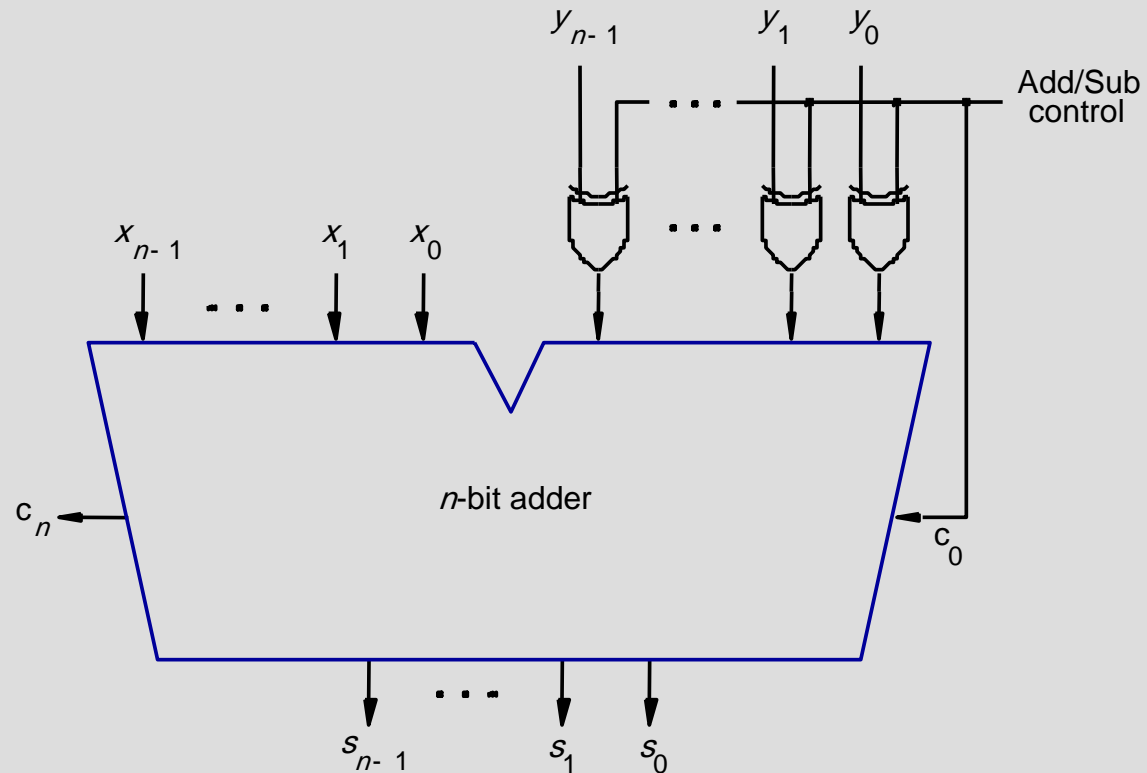 y_{n-1} y_1 y_0
Add/Sub
control
x_{n-1} x_1 x_0
n-bit adder
c_n
c_0
s_{n-1} s_1 s_0